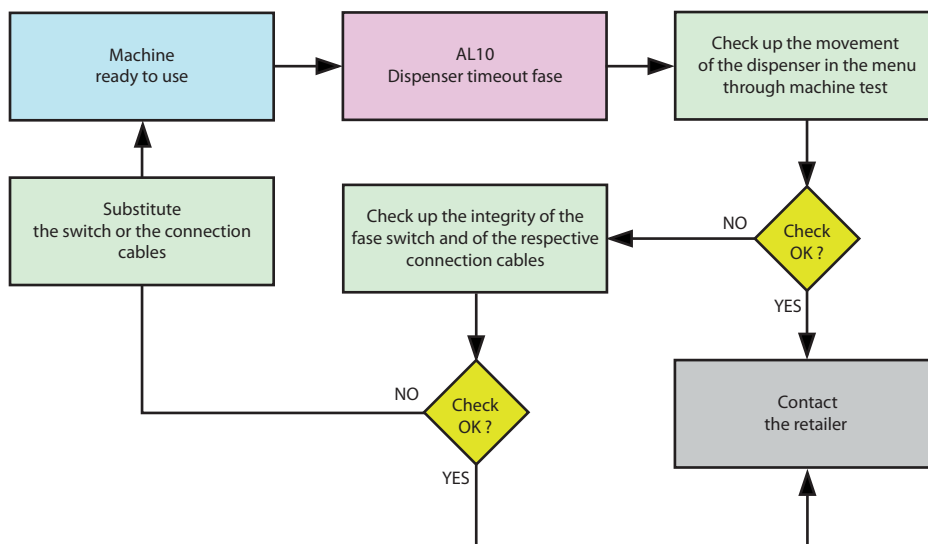 Machine
ready to use
AL10
Dispenser timeout fase
Check up the movement
of the dispenser in the menu
through machine test
Substitute
the switch or the connection
cables
Check up the integrity of the
fase switch and of the respective
connection cables
NO
Check
OK ?
YES
NO
Check
OK ?
YES
Contact
the retailer